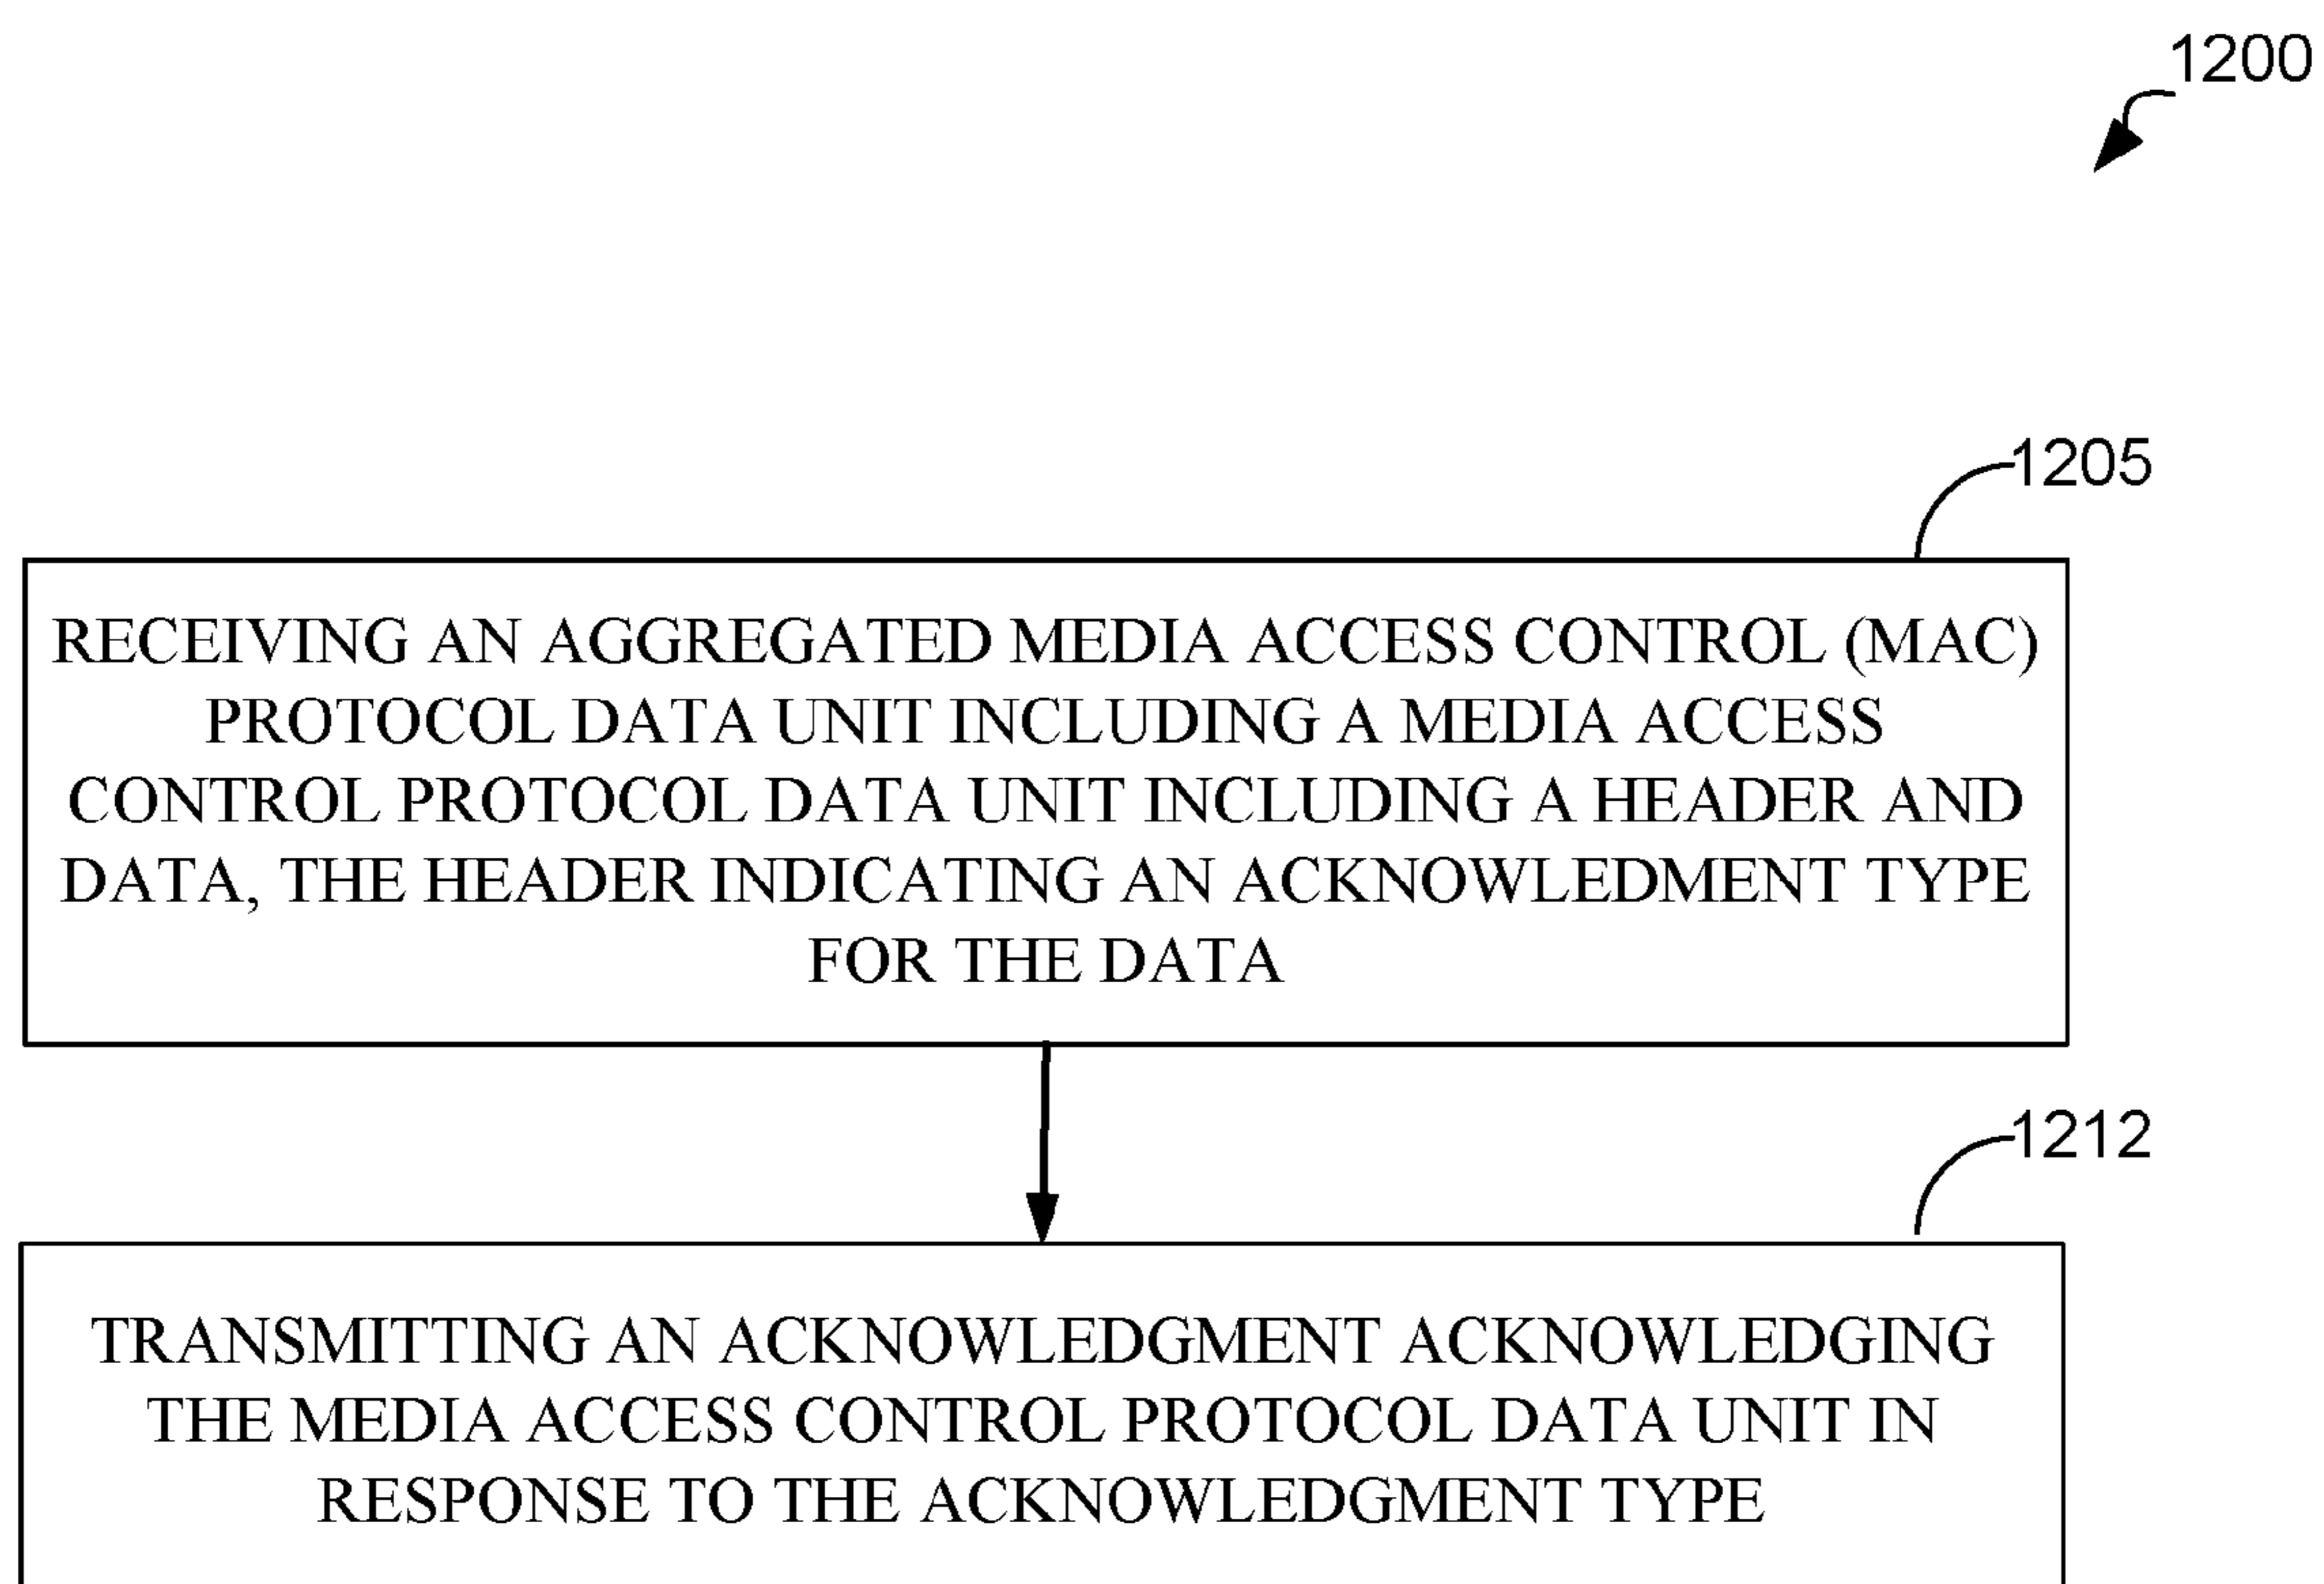 1200
1205
RECEIVING AN AGGREGATED MEDIA ACCESS CONTROL (MAC)
PROTOCOL DATA UNIT INCLUDING A MEDIA ACCESS
CONTROL PROTOCOL DATA UNIT INCLUDING A HEADER AND
DATA, THE HEADER INDICATING AN ACKNOWLEDMENT TYPE
FOR THE DATA
1212
TRANSMITTING AN ACKNOWLEDGMENT ACKNOWLEDGING
THE MEDIA ACCESS CONTROL PROTOCOL DATA UNIT IN
RESPONSE TO THE ACKNOWLEDGMENT TYPE